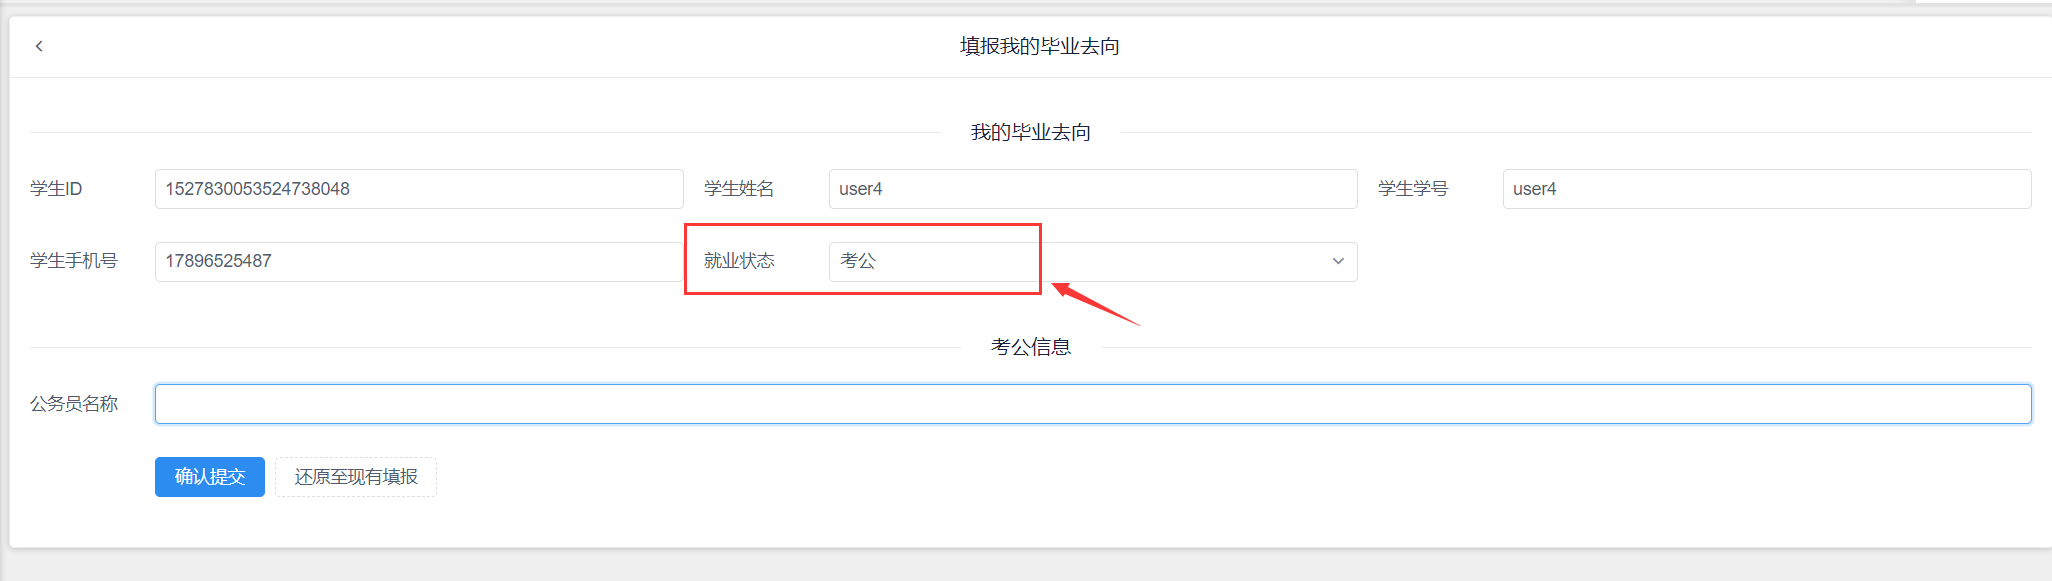 填报我的毕业去向
我的毕业去向
学生ID 1527830053524738048 学生姓名 user4 学生学号 user4
学生手机号 17896525487 就业状态 考公
考公信息
公务员名称
确认提交 还原至现有填报